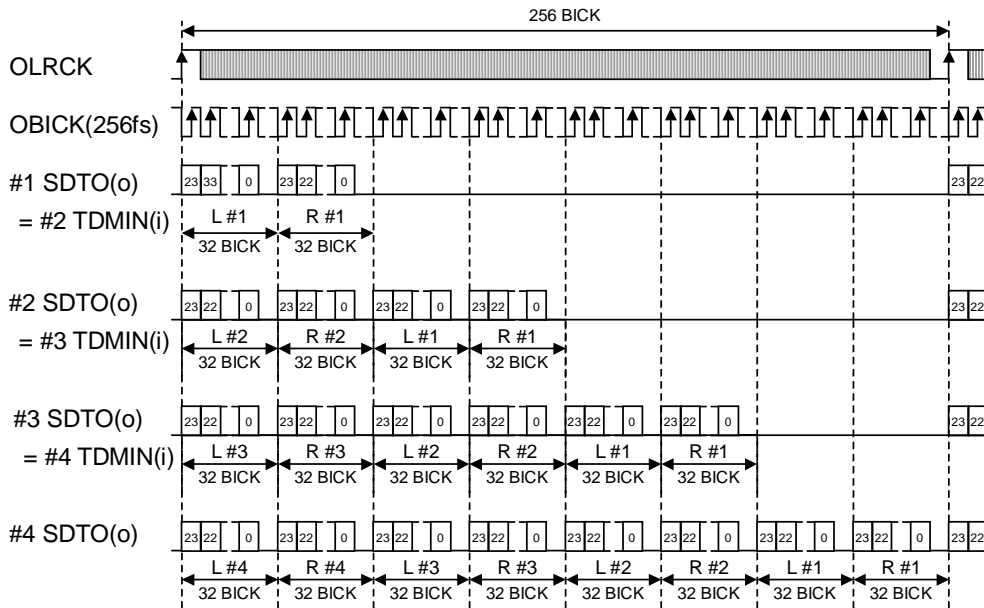 256 BICK
OLRCK
OBICK(256fs)
#1 SDTO(o)
23 33 0 23 22 0 23 22
= #2 TDMIN(i)
L #1 R #1
32 BICK 32 BICK
#2 SDTO(o)
23 22 0 23 22 0 23 22 0 23 22 0 23 22
= #3 TDMIN(i)
L #2 R #2 L #1 R #1
32 BICK 32 BICK 32 BICK 32 BICK
#3 SDTO(o)
23 22 0 23 22 0 23 22 0 23 22 0 23 22 0 23 22 0 23 22
= #4 TDMIN(i)
L #3 R #3 L #2 R #2 L #1 R #1
32 BICK 32 BICK 32 BICK 32 BICK 32 BICK 32 BICK
#4 SDTO(o)
23 22 0 23 22 0 23 22 0 23 22 0 23 22 0 23 22 0 23 22 0 23 22 0 23 22
L #4 R #4 L #3 R #3 L #2 R #2 L #1 R #1
32 BICK 32 BICK 32 BICK 32 BICK 32 BICK 32 BICK 32 BICK 32 BICK